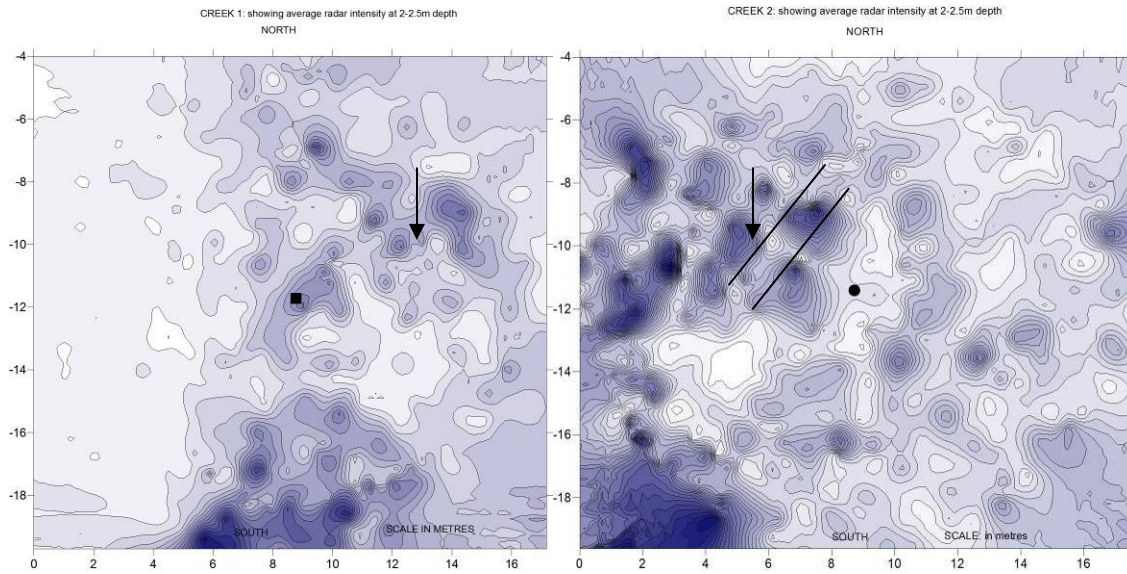 CREEK 1: showing average radar intensity at 2-2.5m depth
NORTH
-4
-6
-8
-10
-12
-14
-16
-18
SOUTH
SCALE IN METRES
0 2 4 6 8 10 12 14 16
CREEK 2: showing average radar intensity at 2-2.5m depth
NORTH
-4
-6
-8
-10
-12
-14
-16
-18
SOUTH
SCALE: in metres
0 2 4 6 8 10 12 14 16